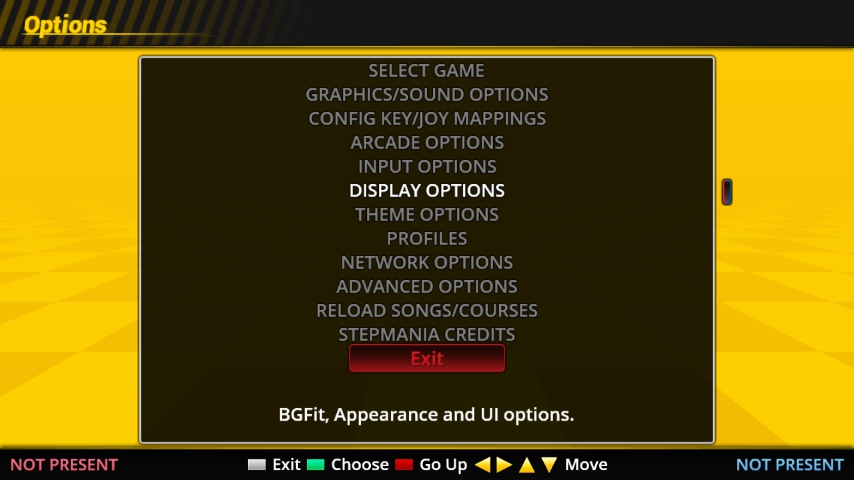 Options
SELECT GAME
GRAPHICS/SOUND OPTIONS
CONFIG KEY/JOY MAPPINGS
ARCADE OPTIONS
INPUT OPTIONS
DISPLAY OPTIONS
THEME OPTIONS
PROFILES
NETWORK OPTIONS
ADVANCED OPTIONS
RELOAD SONGS/COURSES
STEPMANIA CREDITS
Exit
BGFit, Appearance and UI options.
NOT PRESENT Exit Choose Go Up Move NOT PRESENT